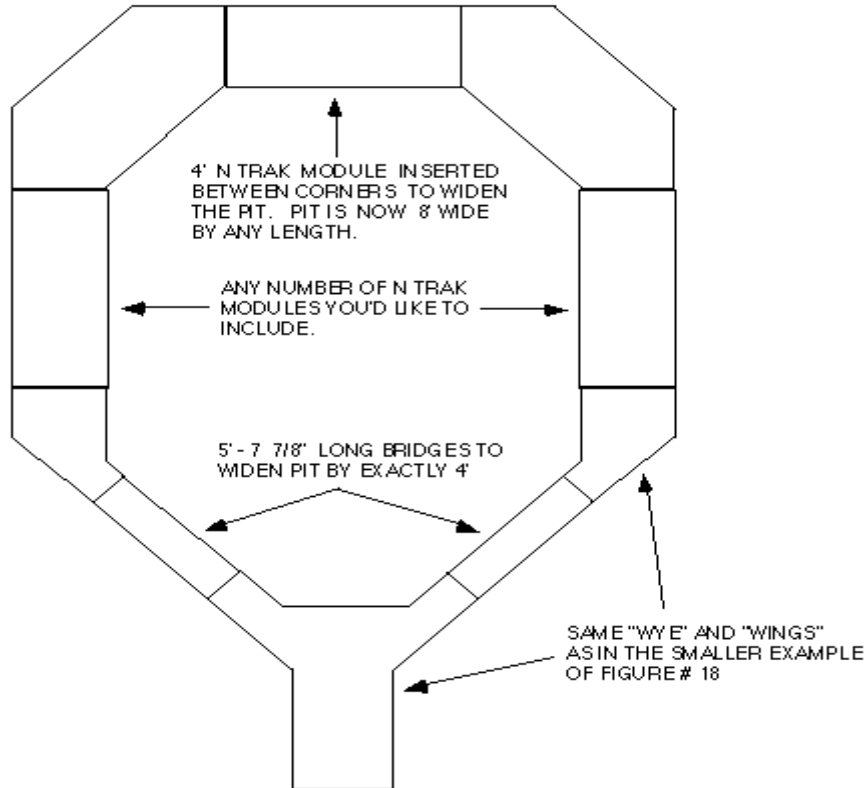 4' N TRAK MODULE INSERTED
BETWEEN CORNERS TO WIDEN
THE PIT. PIT IS NOW 8' WIDE
BY ANY LENGTH.
ANY NUMBER OF N TRAK
MODULES YOU'D LIKE TO
INCLUDE.
5' - 7 7/8" LONG BRIDGES TO
WIDEN PIT BY EXACTLY 4'
SAME "WYE" AND "WINGS"
AS IN THE SMALLER EXAMPLE
OF FIGURE # 18